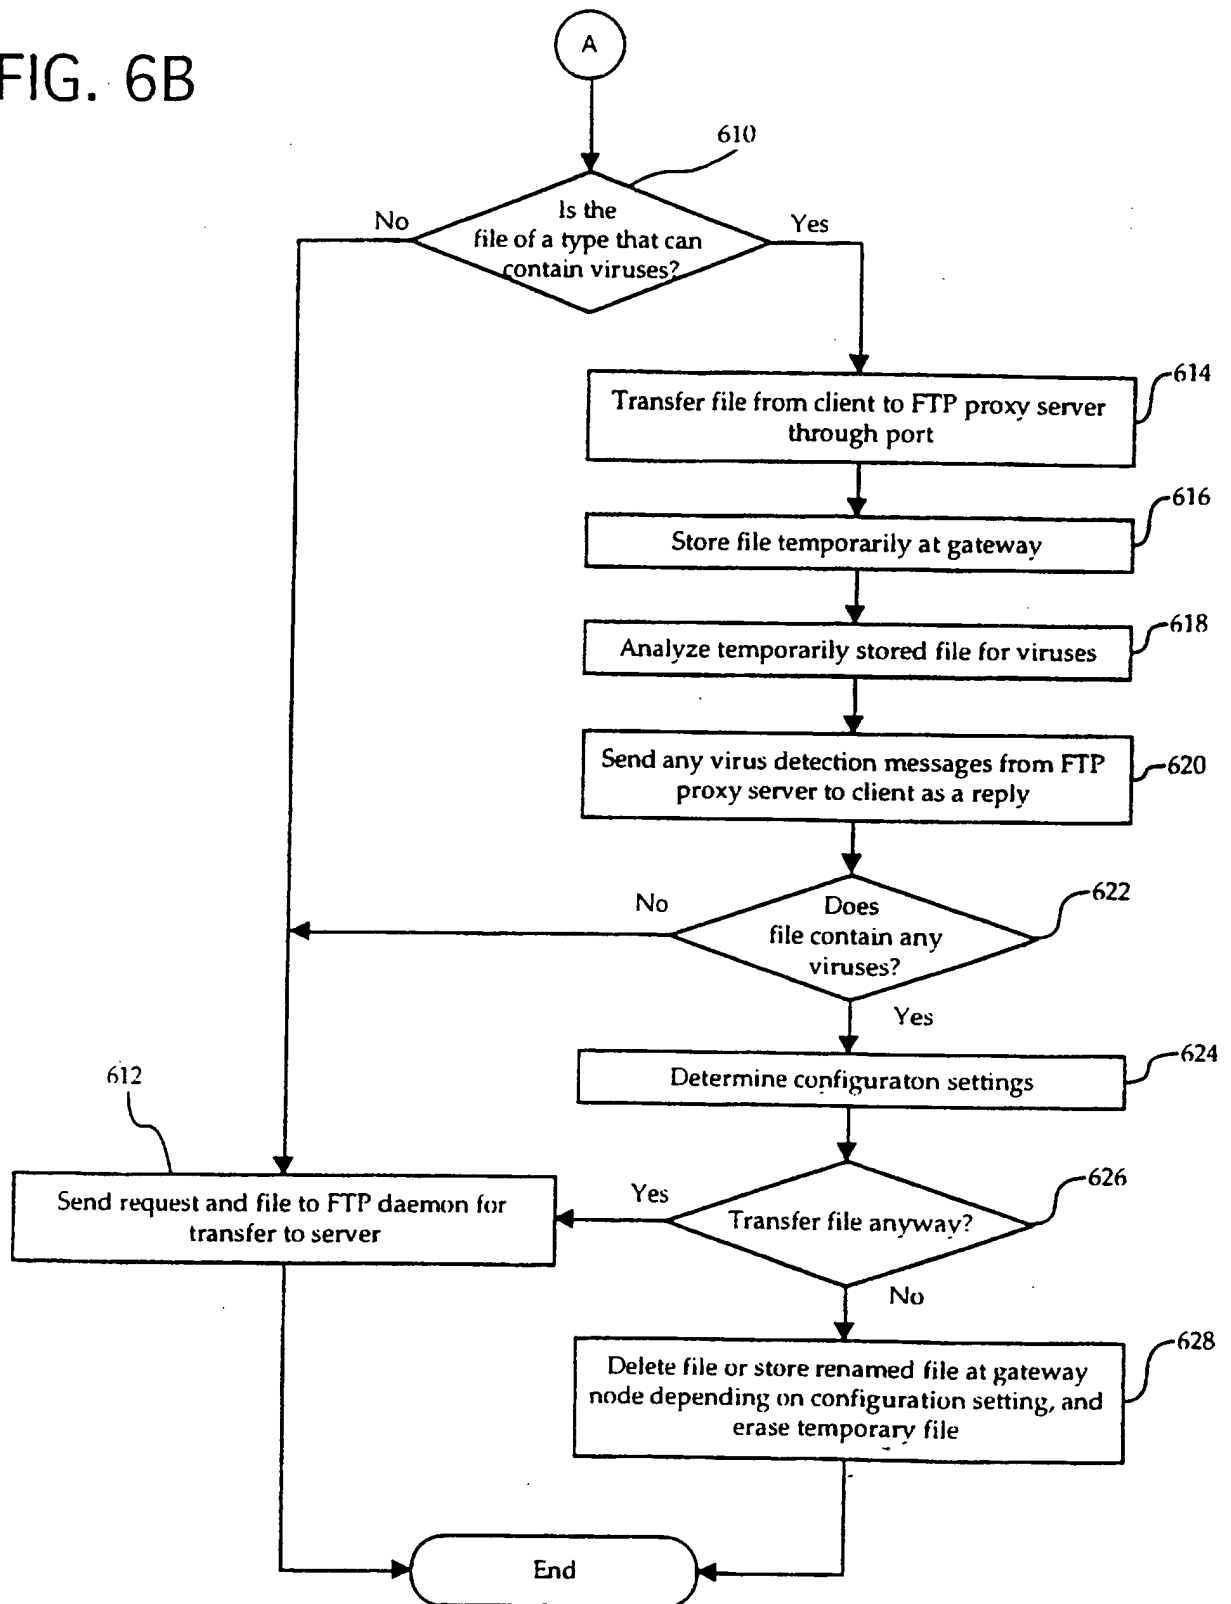 FIG. 6B
A
610
Is the
file of a type that can
contain viruses?
No
Yes
614
Transfer file from client to FTP proxy server
through port
616
Store file temporarily at gateway
618
Analyze temporarily stored file for viruses
620
Send any virus detection messages from FTP
proxy server to client as a reply
622
Does
file contain any
viruses?
No
Yes
624
Determine configuraton settings
612
Send request and file to FTP daemon for
transfer to server
626
Transfer file anyway?
Yes
No
628
Delete file or store renamed file at gateway
node depending on configuration setting, and
erase temporary file
End